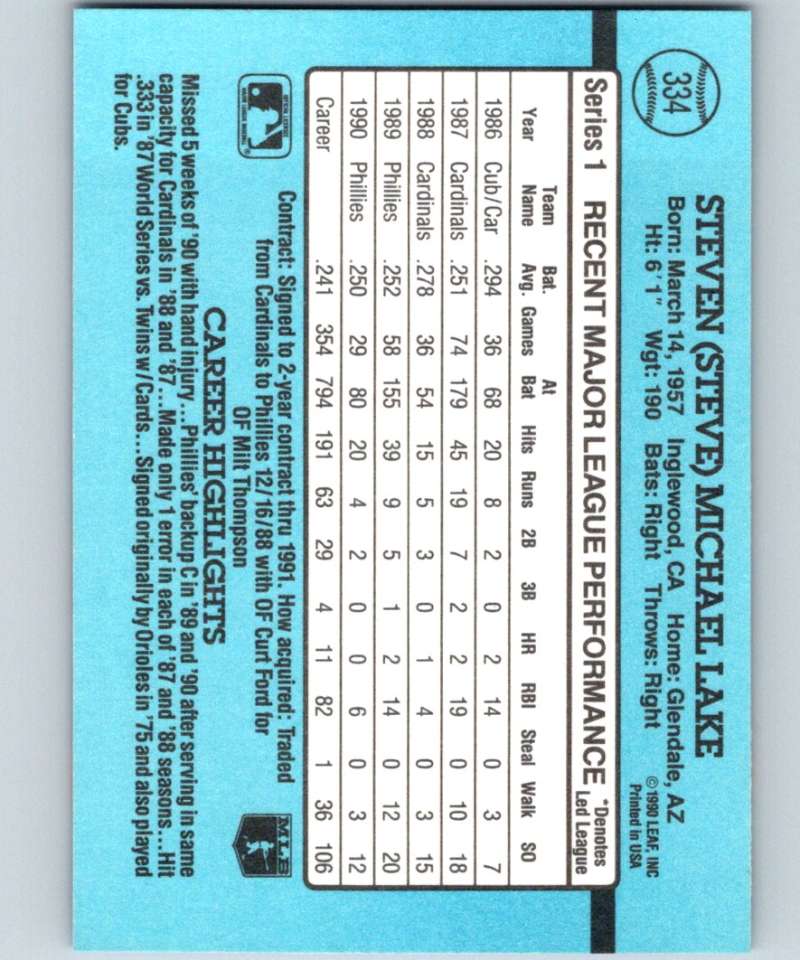 334
STEVEN (STEVE) MICHAEL LAKE
Born: March 14, 1957 Inglewood, CA Home: Glendale, AZ
Ht: 6'1" Wgt: 190 Bats: Right Throws: Right
©1990 LEAF, INC
Printed in USA
Series 1 RECENT MAJOR LEAGUE PERFORMANCE *Denotes Led League
Year Team Name Bat. Avg. Games At Bat Hits Runs 2B 3B HR RBI Steal Walk SO
1986 Cub/Car .294 36 68 20 8 2 0 2 14 0 3 7
1987 Cardinals .251 74 179 45 19 7 2 2 19 0 10 18
1988 Cardinals .278 36 54 15 5 3 0 1 4 0 3 15
1989 Phillies .252 58 155 39 9 5 1 2 14 0 12 20
1990 Phillies .250 29 80 20 4 2 0 0 6 0 3 12
Career .241 354 794 191 63 29 4 11 82 1 36 106
Contract: Signed to 2-year contract thru 1991. How acquired: Traded
from Cardinals to Phillies 12/16/88 with OF Curt Ford for
OF Milt Thompson
MLB
CAREER HIGHLIGHTS
Missed 5 weeks of '90 with hand injury...Phillies' backup C in '89 and '90 after serving in same
capacity for Cardinals in '88 and '87...Made only 1 error in each of '87 and '88 seasons...Hit
.333 in '87 World Series vs. Twins w/Cards...Signed originally by Orioles in '75 and also played
for Cubs.